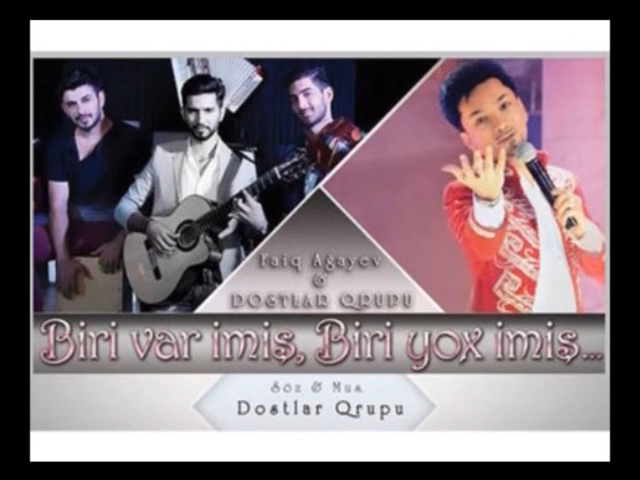 Faiq Ağayev
&
DOSTLAR QRUPU
Biri var imiş, Biri yox imiş...
Söz & Mus.
Dostlar Qrupu